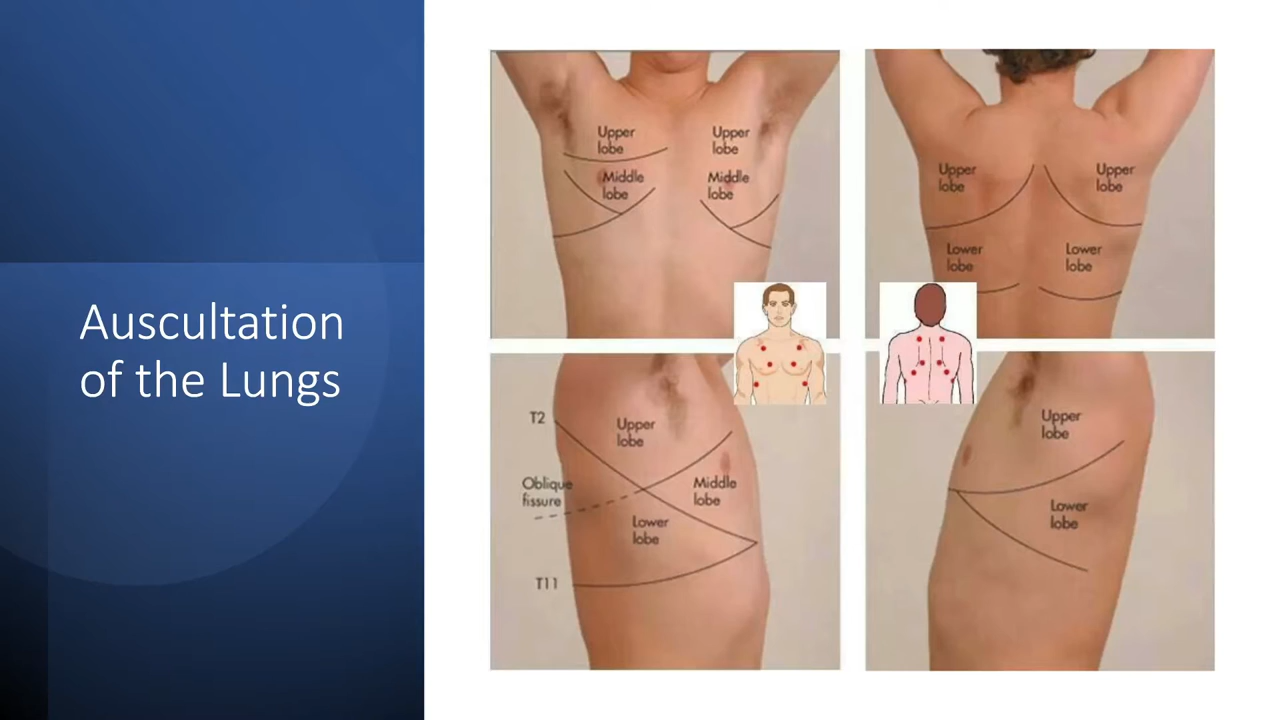 Auscultation
of the Lungs
Upper
lobe
Middle
lobe
Upper
lobe
Middle
lobe
Upper
lobe
Upper
lobe
Lower
lobe
Lower
lobe
T2
Upper
lobe
Oblique
fissure
Middle
lobe
Lower
lobe
T11
Upper
lobe
Lower
lobe